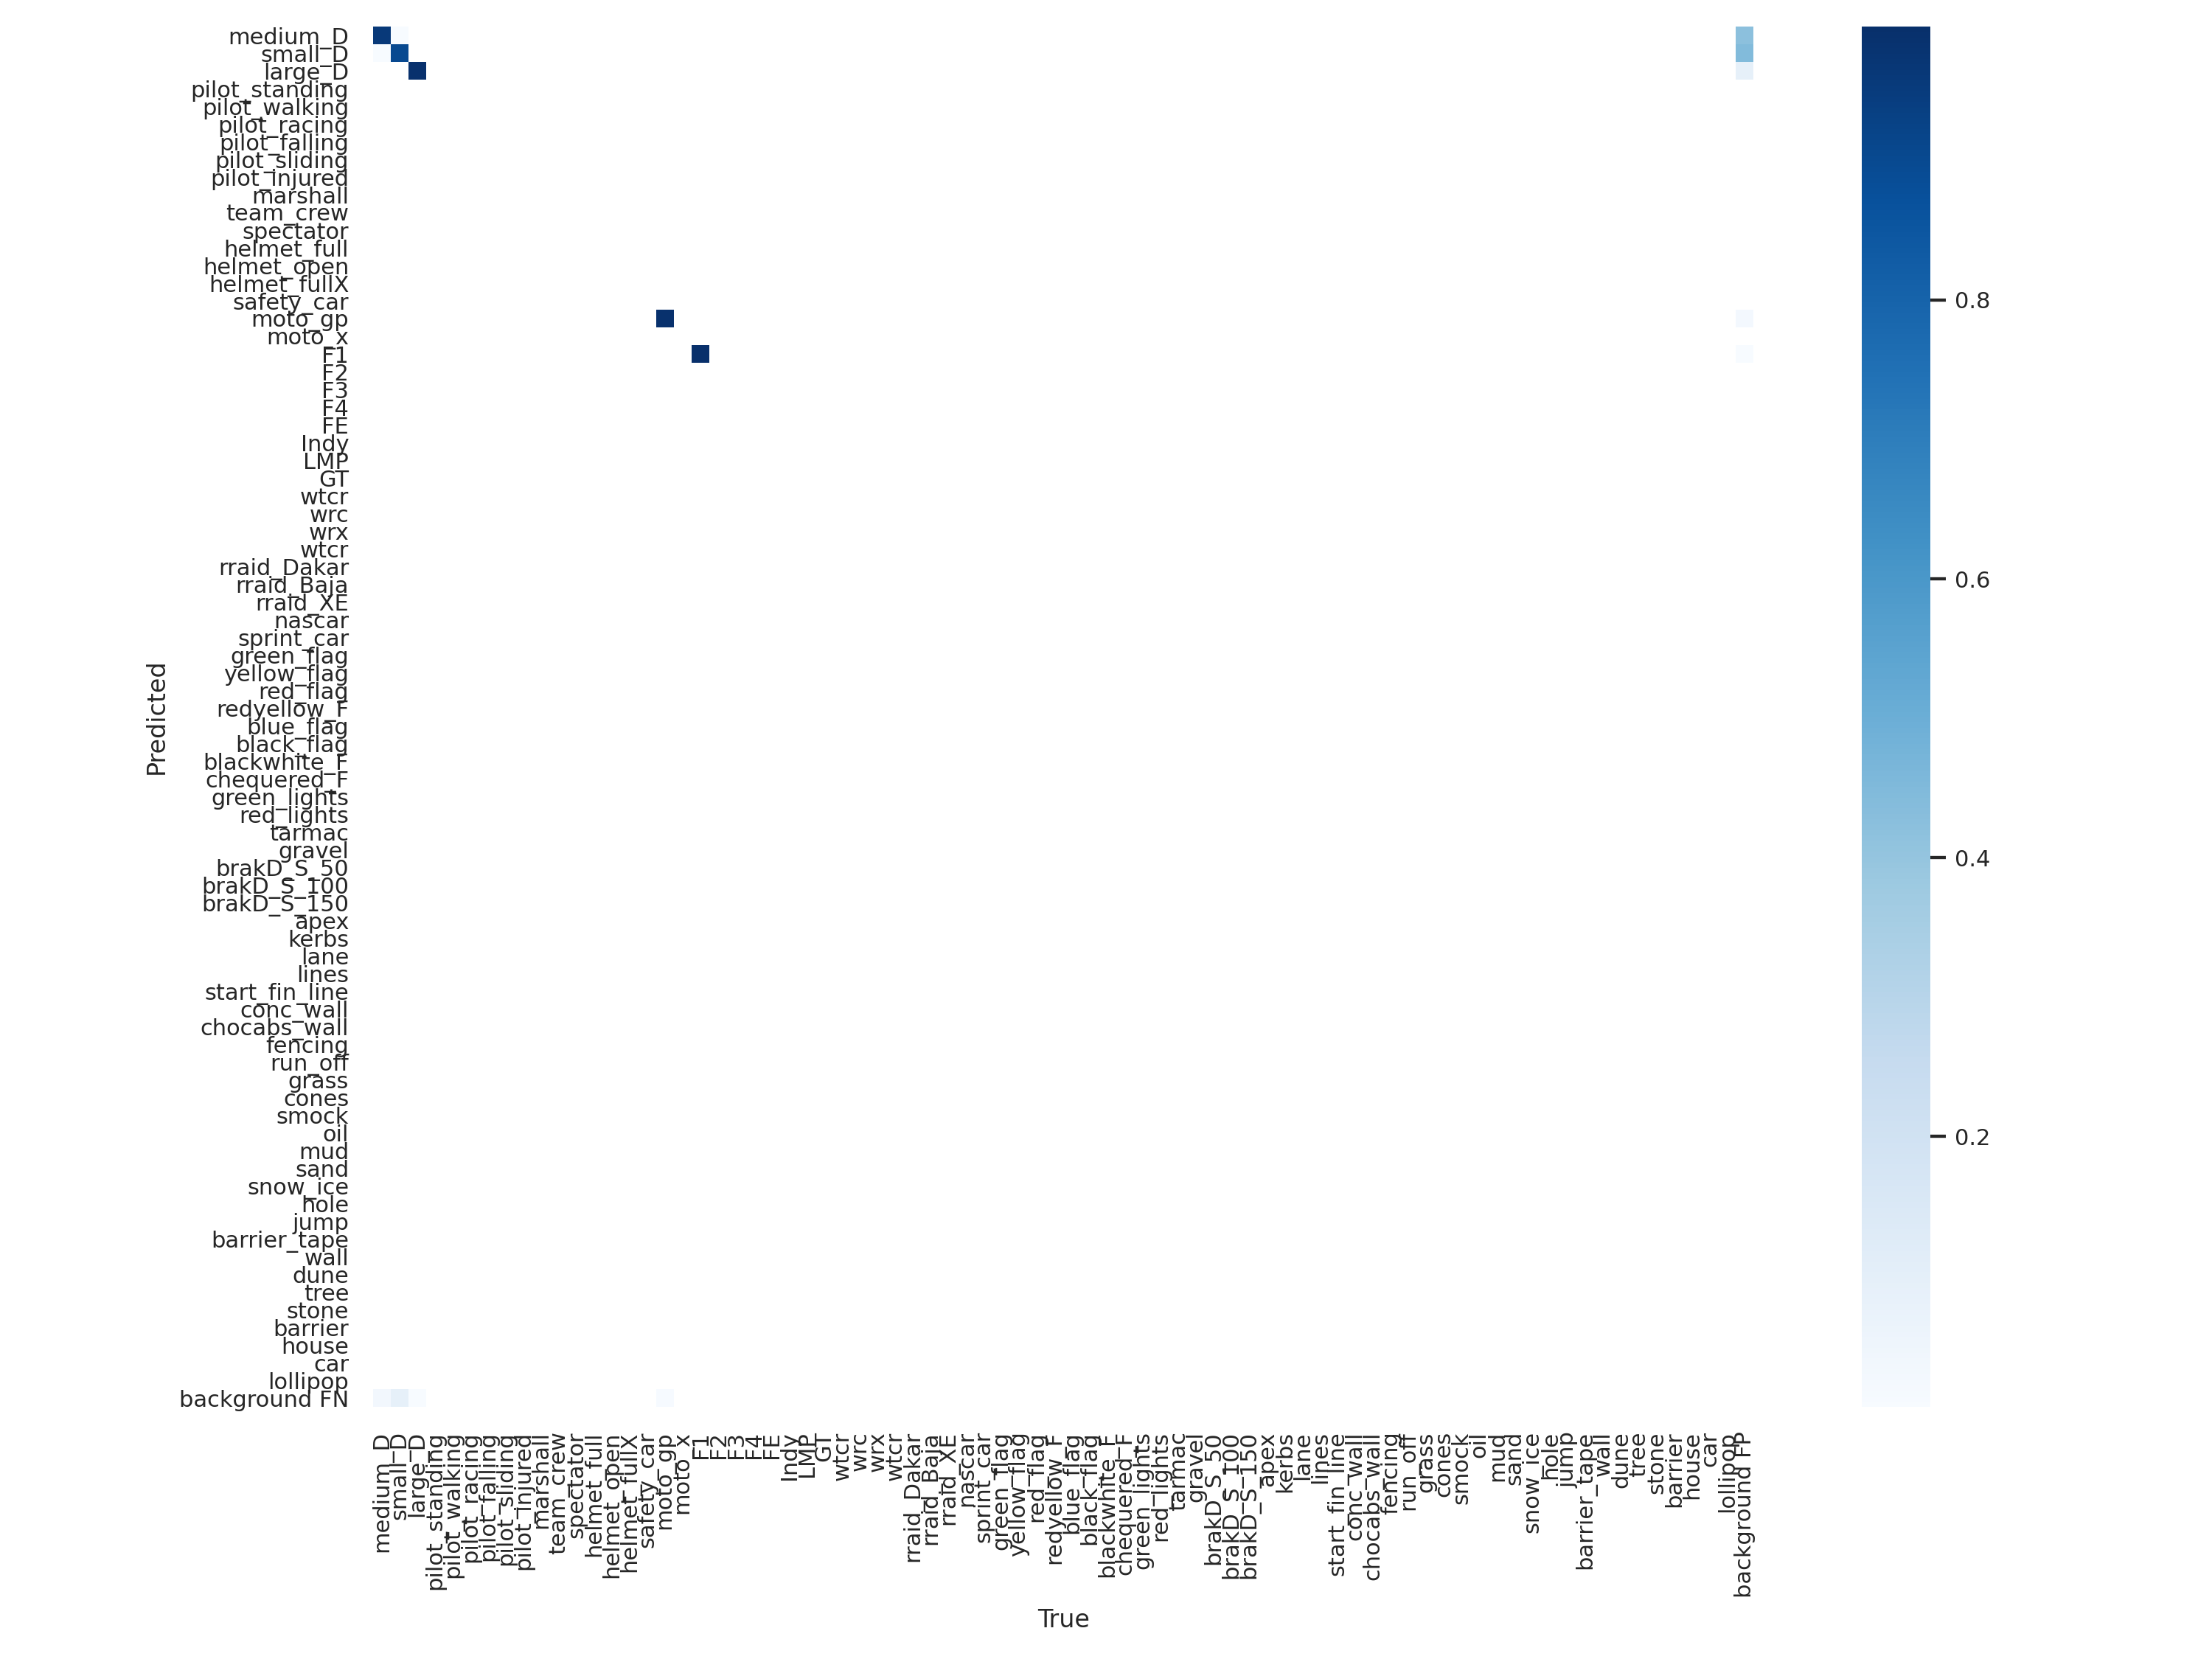 medium_D
small_D
large_D
pilot_standing
pilot_walking
pilot_racing
pilot_falling
pilot_sliding
pilot_injured
marshall
team_crew
spectator
helmet_full
helmet_open
helmet_fullX
safety_car
moto_gp
moto_x
F1
F2
F3
F4
FE
Indy
LMP
GT
wtcr
wrc
wrx
wtcr
rraid_Dakar
rraid_Baja
rraid_XE
nascar
sprint_car
green_flag
yellow_flag
red_flag
redyellow_F
blue_flag
black_flag
blackwhite_F
chequered_F
green_lights
red_lights
tarmac
gravel
brakD_S_50
brakD_S_100
brakD_S_150
apex
kerbs
lane
lines
start_fin_line
conc_wall
chocabs_wall
fencing
run_off
grass
cones
smock
oil
mud
sand
snow_ice
hole
jump
barrier_tape
wall
dune
tree
stone
barrier
house
car
lollipop
background FN
Predicted
medium_D
small_D
large_D
pilot_standing
pilot_walking
pilot_racing
pilot_falling
pilot_sliding
pilot_injured
marshall
team_crew
spectator
helmet_full
helmet_open
helmet_fullX
safety_car
moto_gp
moto_x
F1
F2
F3
F4
FE
Indy
LMP
GT
wtcr
wrc
wrx
wtcr
rraid_Dakar
rraid_Baja
rraid_XE
nascar
sprint_car
green_flag
yellow_flag
red_flag
redyellow_F
blue_flag
black_flag
blackwhite_F
chequered_F
green_lights
red_lights
tarmac
gravel
brakD_S_50
brakD_S_100
brakD_S_150
apex
kerbs
lane
lines
start_fin_line
conc_wall
chocabs_wall
fencing
run_off
grass
cones
smock
oil
mud
sand
snow_ice
hole
jump
barrier_tape
wall
dune
tree
stone
barrier
house
car
lollipop
background FP
True
0.8
0.6
0.4
0.2